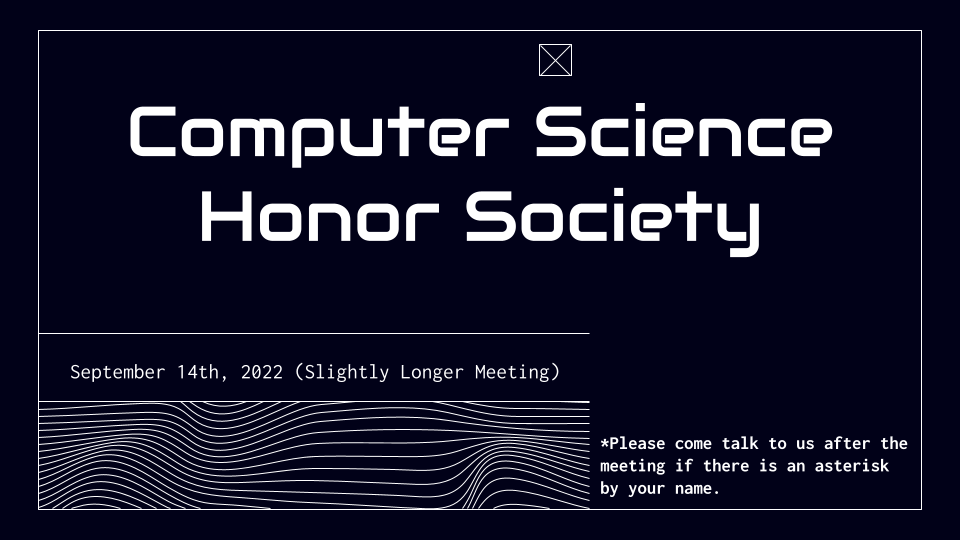 Computer Science
Honor Society
September 14th, 2022 (Slightly Longer Meeting)
*Please come talk to us after the
meeting if there is an asterisk
by your name.